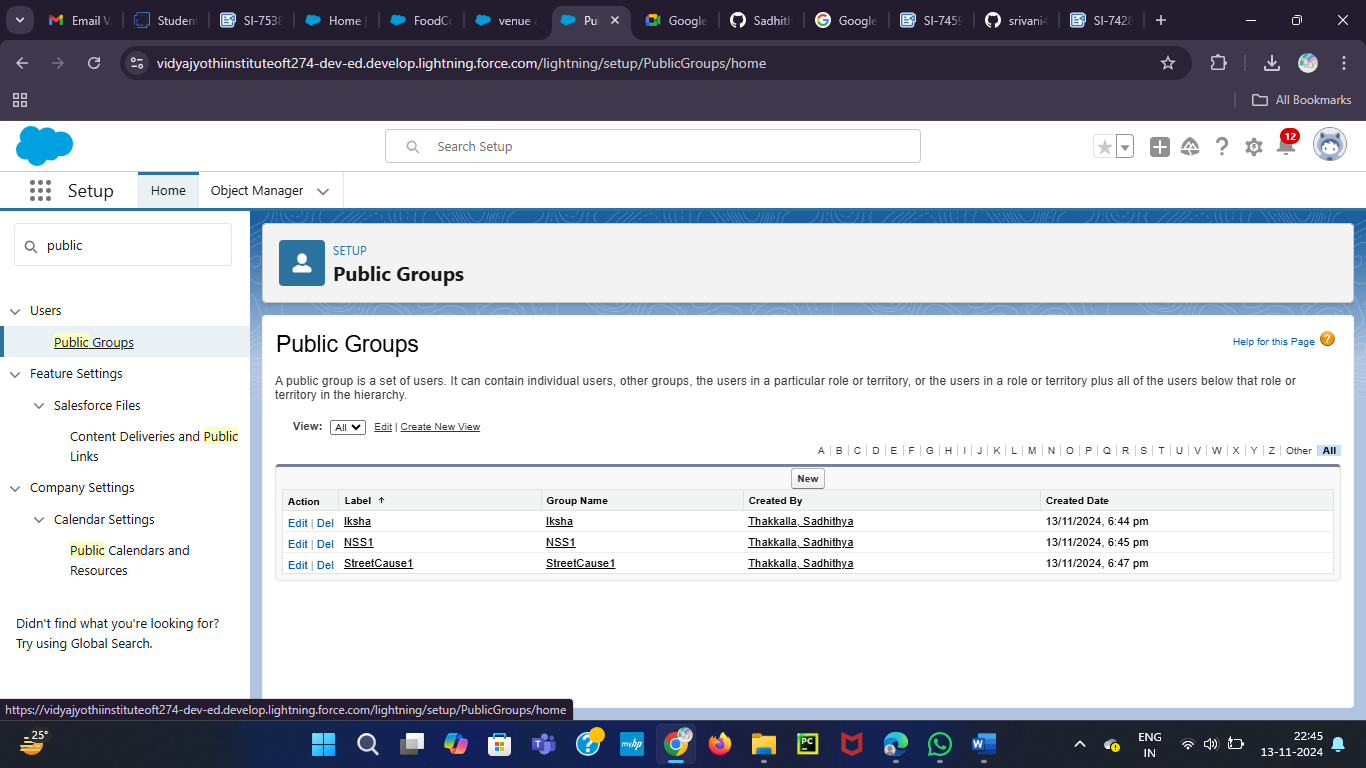 Email V
Student
SI-7538
Home |
FoodCo
venue a
Pu
Google
Sadhith
Google
SI-7459
srivani4
SI-7428
vidyajyothiinstituteoft274-dev-ed.develop.lightning.force.com/lightning/setup/PublicGroups/home
All Bookmarks
Search Setup
12
Setup
Home
Object Manager
public
SETUP
Public Groups
Users
Public Groups
Feature Settings
Salesforce Files
Content Deliveries and Public
Links
Company Settings
Calendar Settings
Public Calendars and
Resources
Didn't find what you're looking for?
Try using Global Search.
Public Groups
Help for this Page ?
A public group is a set of users. It can contain individual users, other groups, the users in a particular role or territory, or the users in a role or territory plus all of the users below that role or
territory in the hierarchy.
View: All Edit | Create New View
A | B | C | D | E | F | G | H | I | J | K | L | M | N | O | P | Q | R | S | T | U | V | W | X | Y | Z | Other All
New
Action Label ↑ Group Name Created By Created Date
Edit | Del Iksha Iksha Thakkalla, Sadhithya 13/11/2024, 6:44 pm
Edit | Del NSS1 NSS1 Thakkalla, Sadhithya 13/11/2024, 6:45 pm
Edit | Del StreetCause1 StreetCause1 Thakkalla, Sadhithya 13/11/2024, 6:47 pm
https://vidyajyothiinstituteoft274-dev-ed.develop.lightning.force.com/lightning/setup/PublicGroups/home
25°
myhp
PC
W
ENG
IN
22:45
13-11-2024